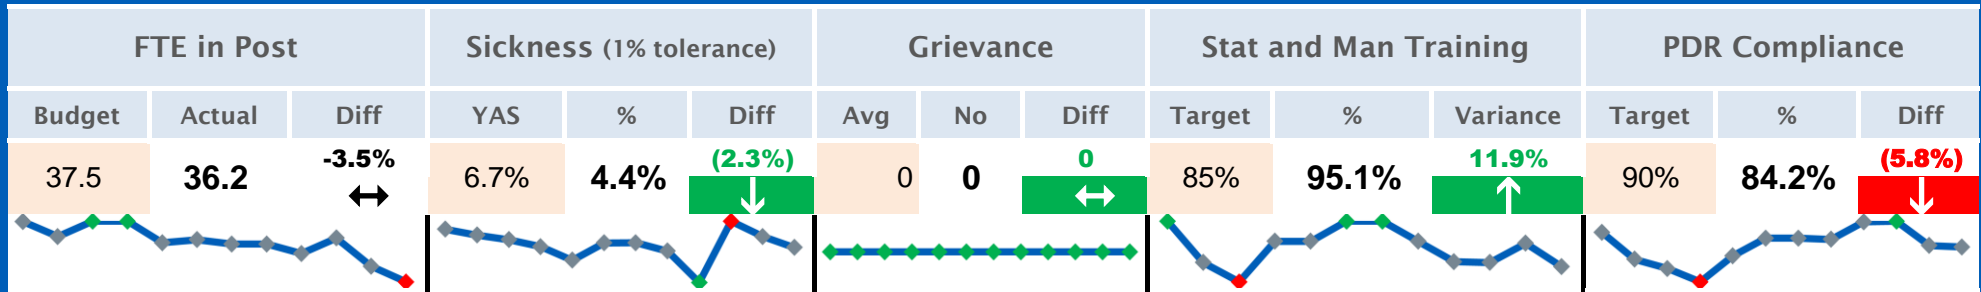 FTE in Post Sickness (1% tolerance) Grievance Stat and Man Training PDR Compliance
Budget Actual Diff YAS % Diff Avg No Diff Target % Variance Target % Diff
37.5 36.2 -3.5% 6.7% 4.4% (2.3%) 0 0 0 85% 95.1% 11.9% 90% 84.2% (5.8%)